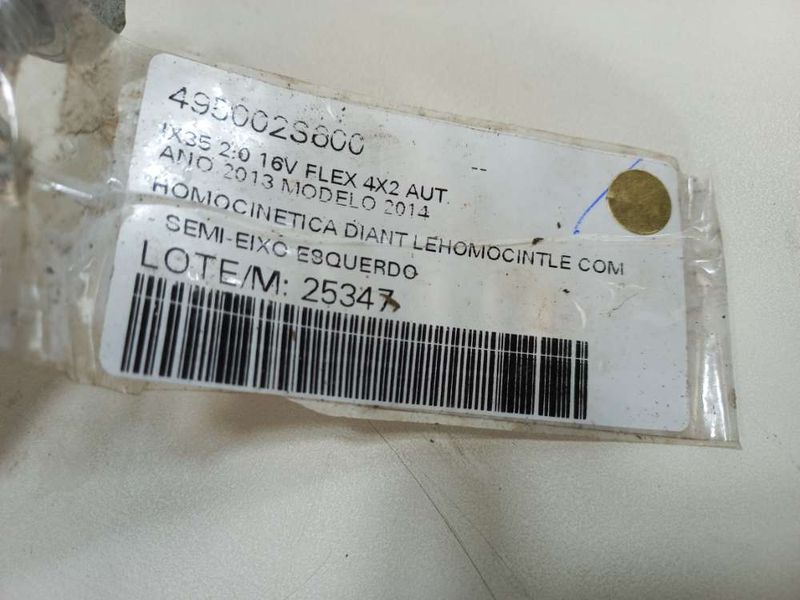 495002S600
IX35 2.0 16V FLEX 4X2 AUT.
ANO 2013 MODELO 2014
HOMOCINETICA DIANT LEHOMOCINTLE COM
SEMI-EIXO ESQUERDO
LOTE/M: 25347